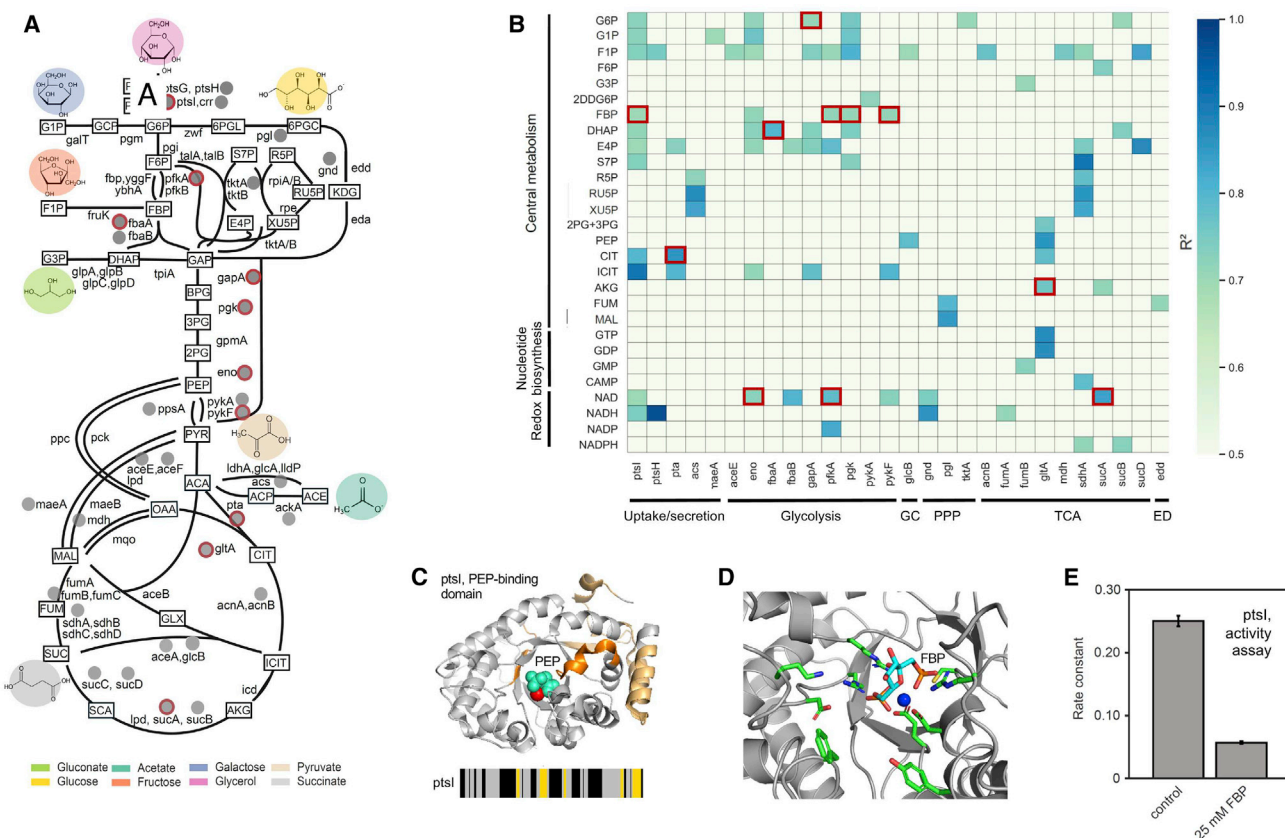 A
B
ptsG, ptsH
ptsI,crr
A
G1P
GCP
G6P
6PGL
6PGC
galT
pgm
zwf
pgl
pgi
talA,talB
S7P
R5P
gnd
edd
F6P
fbp,yggF
ybhA
pfkA
pfkB
tktA
tktB
rpiA/B
RU5P
KDG
F1P
FBP
E4P
XU5P
rpe
eda
fruK
fbaA
fbaB
tktA/B
G3P
DHAP
GAP
glpA,glpB
glpC,glpD
tpiA
gapA
BPG
pgk
3PG
gpmA
2PG
eno
PEP
ppsA
pykA
pykF
ppc
pck
PYR
H₃C
O
OH
aceE,aceF
lpd
ldhA,glcA,lldP
acs
ACA
ACP
ACE
ackA
maeA
maeB
mdh
mqo
OAA
pta
gltA
MAL
CIT
fumA
fumB,fumC
aceB
acnA, acnB
FUM
sdhA, sdhB
sdhC, sdhD
GLX
SUC
aceA,glcB
ICIT
sucC, sucD
icd
SCA
lpd, sucA, sucB
AKG
Gluconate
Acetate
Galactose
Pyruvate
Glucose
Fructose
Glycerol
Succinate
Central metabolism
Nucleotide
biosynthesis
Redox
G6P
G1P
F1P
F6P
G3P
2DDG6P
FBP
DHAP
E4P
S7P
R5P
RU5P
XU5P
2PG+3PG
PEP
CIT
ICIT
AKG
FUM
MAL
GTP
GDP
GMP
CAMP
NAD
NADH
NADP
NADPH
ptsI
ptsH
pta
acs
maeA
aceE
eno
fbaA
fbaB
gapA
pfkA
pgk
pykA
pykF
glcB
gnd
pgl
tktA
acnB
fumA
fumB
gltA
mdh
sdhA
sucA
sucB
sucD
edd
Uptake/secretion
Glycolysis
GC
PPP
TCA
ED
1.0
0.9
0.8
0.7
0.6
0.5
R²
C
ptsI, PEP-binding
domain
PEP
ptsI
D
FBP
E
0.30
0.20
0.10
0.00
Rate constant
ptsI,
activity
assay
control
25 mM FBP